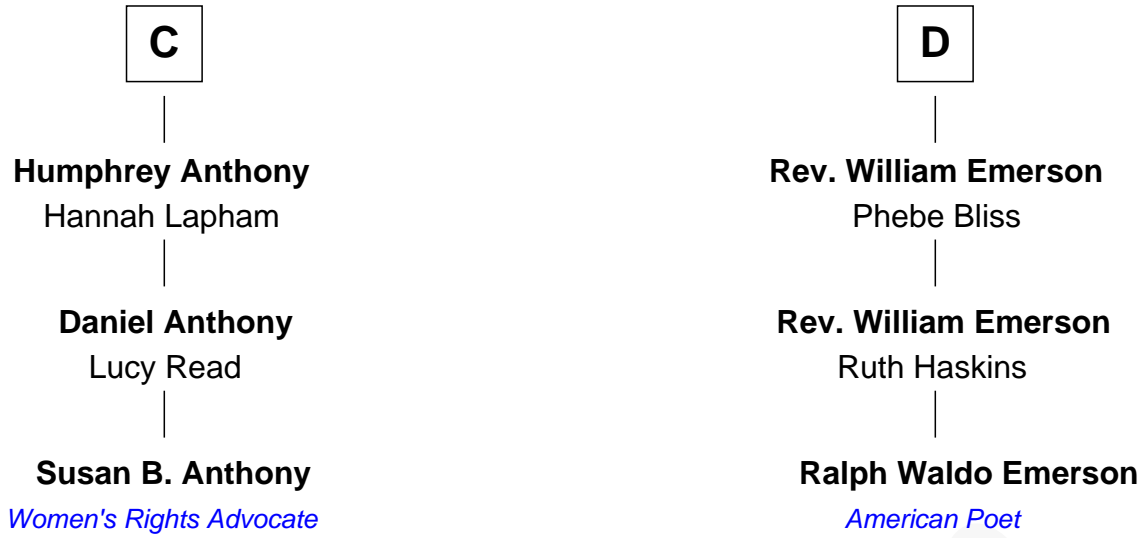 C
Humphrey Anthony
Hannah Lapham
Daniel Anthony
Lucy Read
Susan B. Anthony
Women's Rights Advocate
D
Rev. William Emerson
Phebe Bliss
Rev. William Emerson
Ruth Haskins
Ralph Waldo Emerson
American Poet